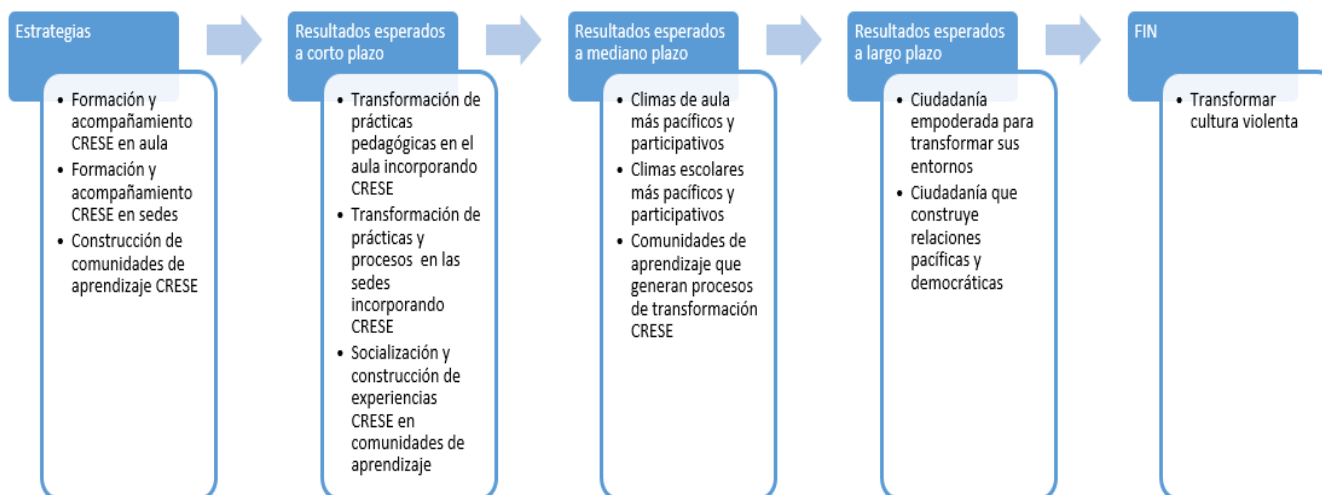 Estrategias
• Formación y
acompañamiento
CRESE en aula
• Formación y
acompañamiento
CRESE en sedes
• Construcción de
comunidades de
aprendizaje CRESE
Resultados esperados
a corto plazo
• Transformación de
prácticas
pedagógicas en el
aula incorporando
CRESE
• Transformación de
prácticas y
procesos en las
sedes
incorporando
CRESE
• Socialización y
construcción de
experiencias
CRESE en
comunidades de
aprendizaje
Resultados esperados
a mediano plazo
• Climas de aula
más pacíficos y
participativos
• Climas escolares
más pacíficos y
participativos
• Comunidades de
aprendizaje que
generan procesos
de transformación
CRESE
Resultados esperados
a largo plazo
• Ciudadanía
empoderada para
transformar sus
entornos
• Ciudadanía que
construye
relaciones
pacíficas y
democráticas
FIN
• Transformar
cultura violenta